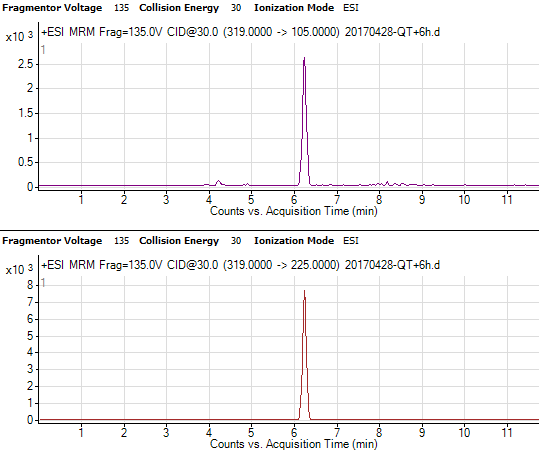 Fragmentor Voltage 135 Collision Energy 30 Ionization Mode ESI
x10 3 +ESI MRM Frag=135.0V CID@30.0 (319.0000 -> 105.0000) 20170428-QT+6h.d
1
2.5
2
1.5
1
0.5
0
1 2 3 4 5 6 7 8 9 10 11
Counts vs. Acquisition Time (min)
Fragmentor Voltage 135 Collision Energy 30 Ionization Mode ESI
x10 3 +ESI MRM Frag=135.0V CID@30.0 (319.0000 -> 225.0000) 20170428-QT+6h.d
1
8
7
6
5
4
3
2
1
0
1 2 3 4 5 6 7 8 9 10 11
Counts vs. Acquisition Time (min)